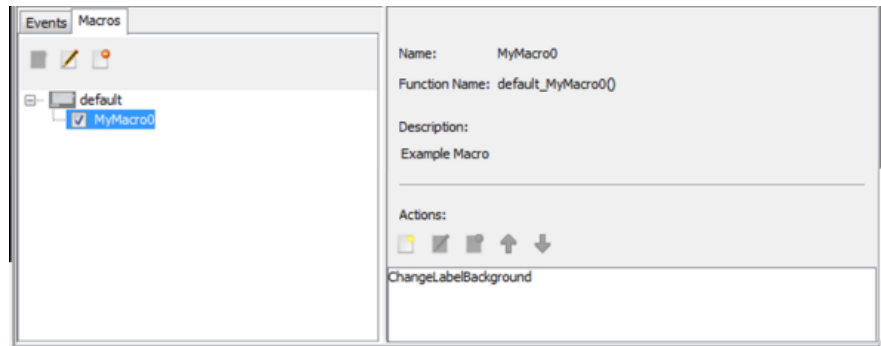 Events Macros
default
MyMacro0
Name: MyMacro0
Function Name: default_MyMacro0()
Description:
Example Macro
Actions:
ChangeLabelBackground